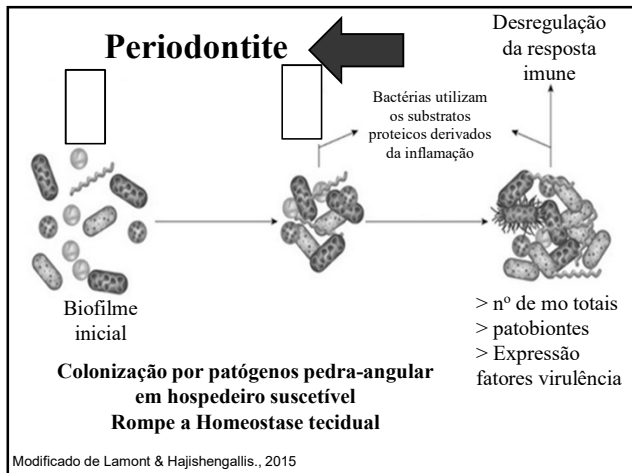 Periodontite
Desregulação
da resposta
imune
Bactérias utilizam
os substratos
proteicos derivados
da inflamação
Biofilme
inicial
> nº de mo totais
> patobiontes
> Expressão
fatores virulência
Colonização por patógenos pedra-angular
em hospedeiro suscetível
Rompe a Homeostase tecidual
Modificado de Lamont & Hajishengallis., 2015